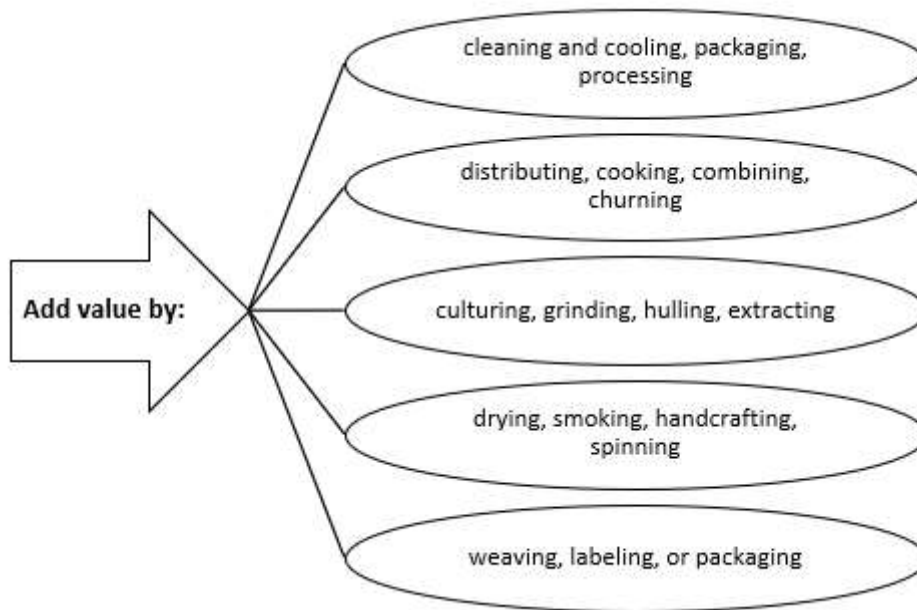 cleaning and cooling, packaging,
processing
distributing, cooking, combining,
churning
Add value by:
culturing, grinding, hulling, extracting
drying, smoking, handcrafting,
spinning
weaving, labeling, or packaging